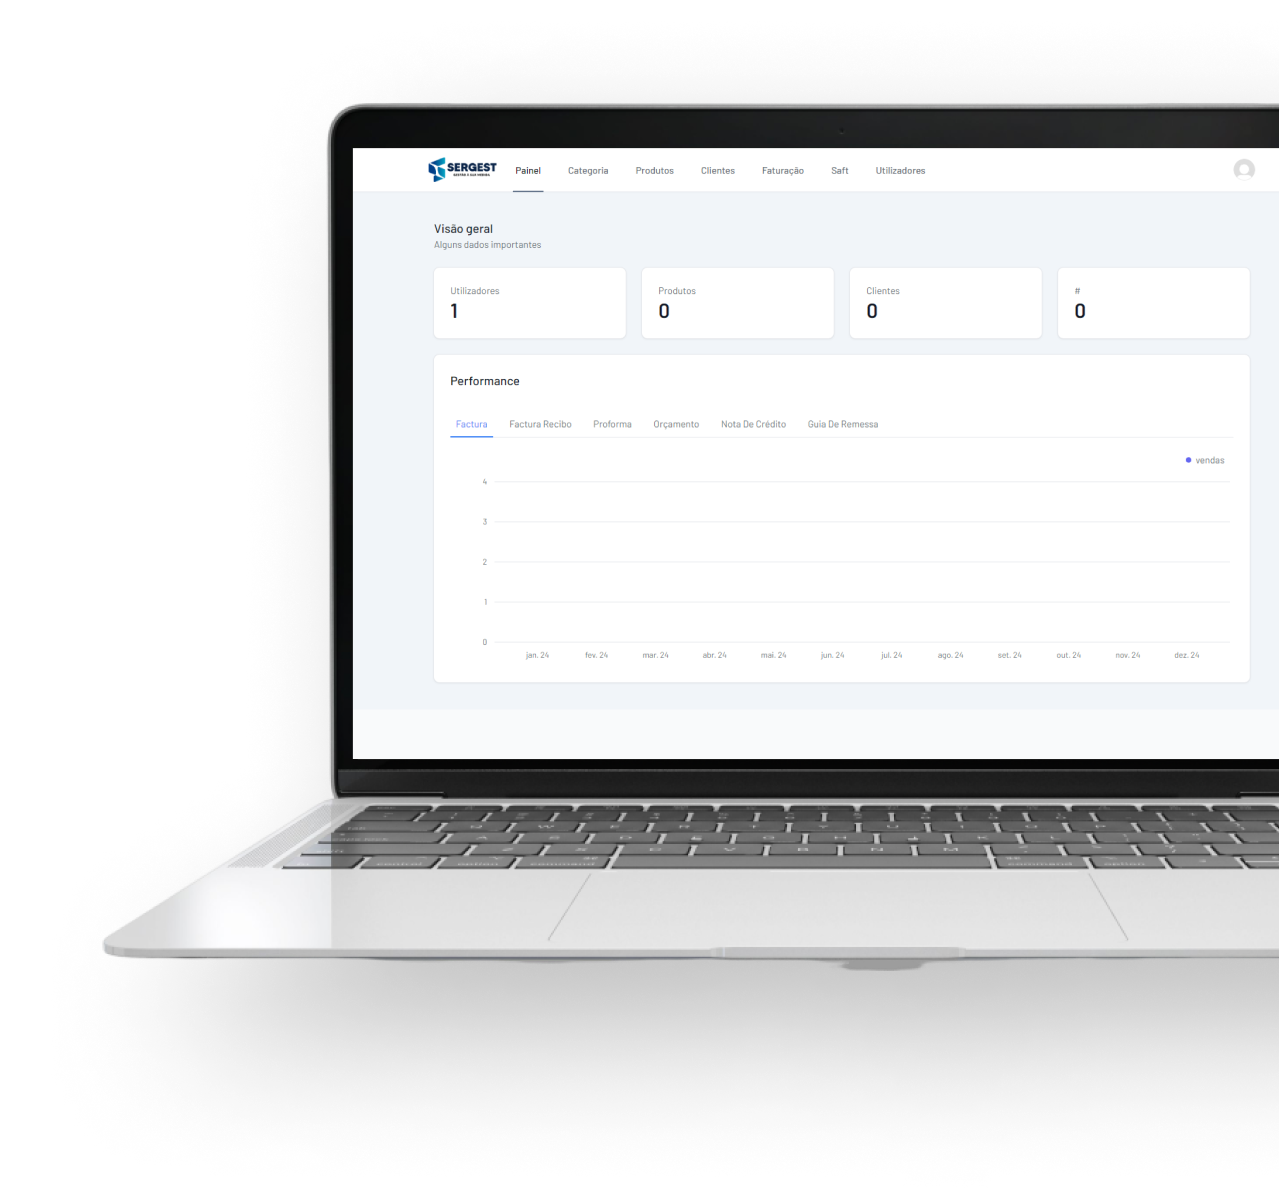 SERGEST
Painel Categoria Produtos Clientes Faturação Saft Utilizadores
Visão geral
Alguns dados importantes
Utilizadores Produtos Clientes #
1 0 0 0
Performance
Factura Factura Recibo Proforma Orçamento Nota De Crédito Guia De Remessa
vendas
4
3
2
1
0
jan. 24 fev. 24 mar. 24 abr. 24 mai. 24 jun. 24 jul. 24 ago. 24 set. 24 out. 24 nov. 24 dez. 24